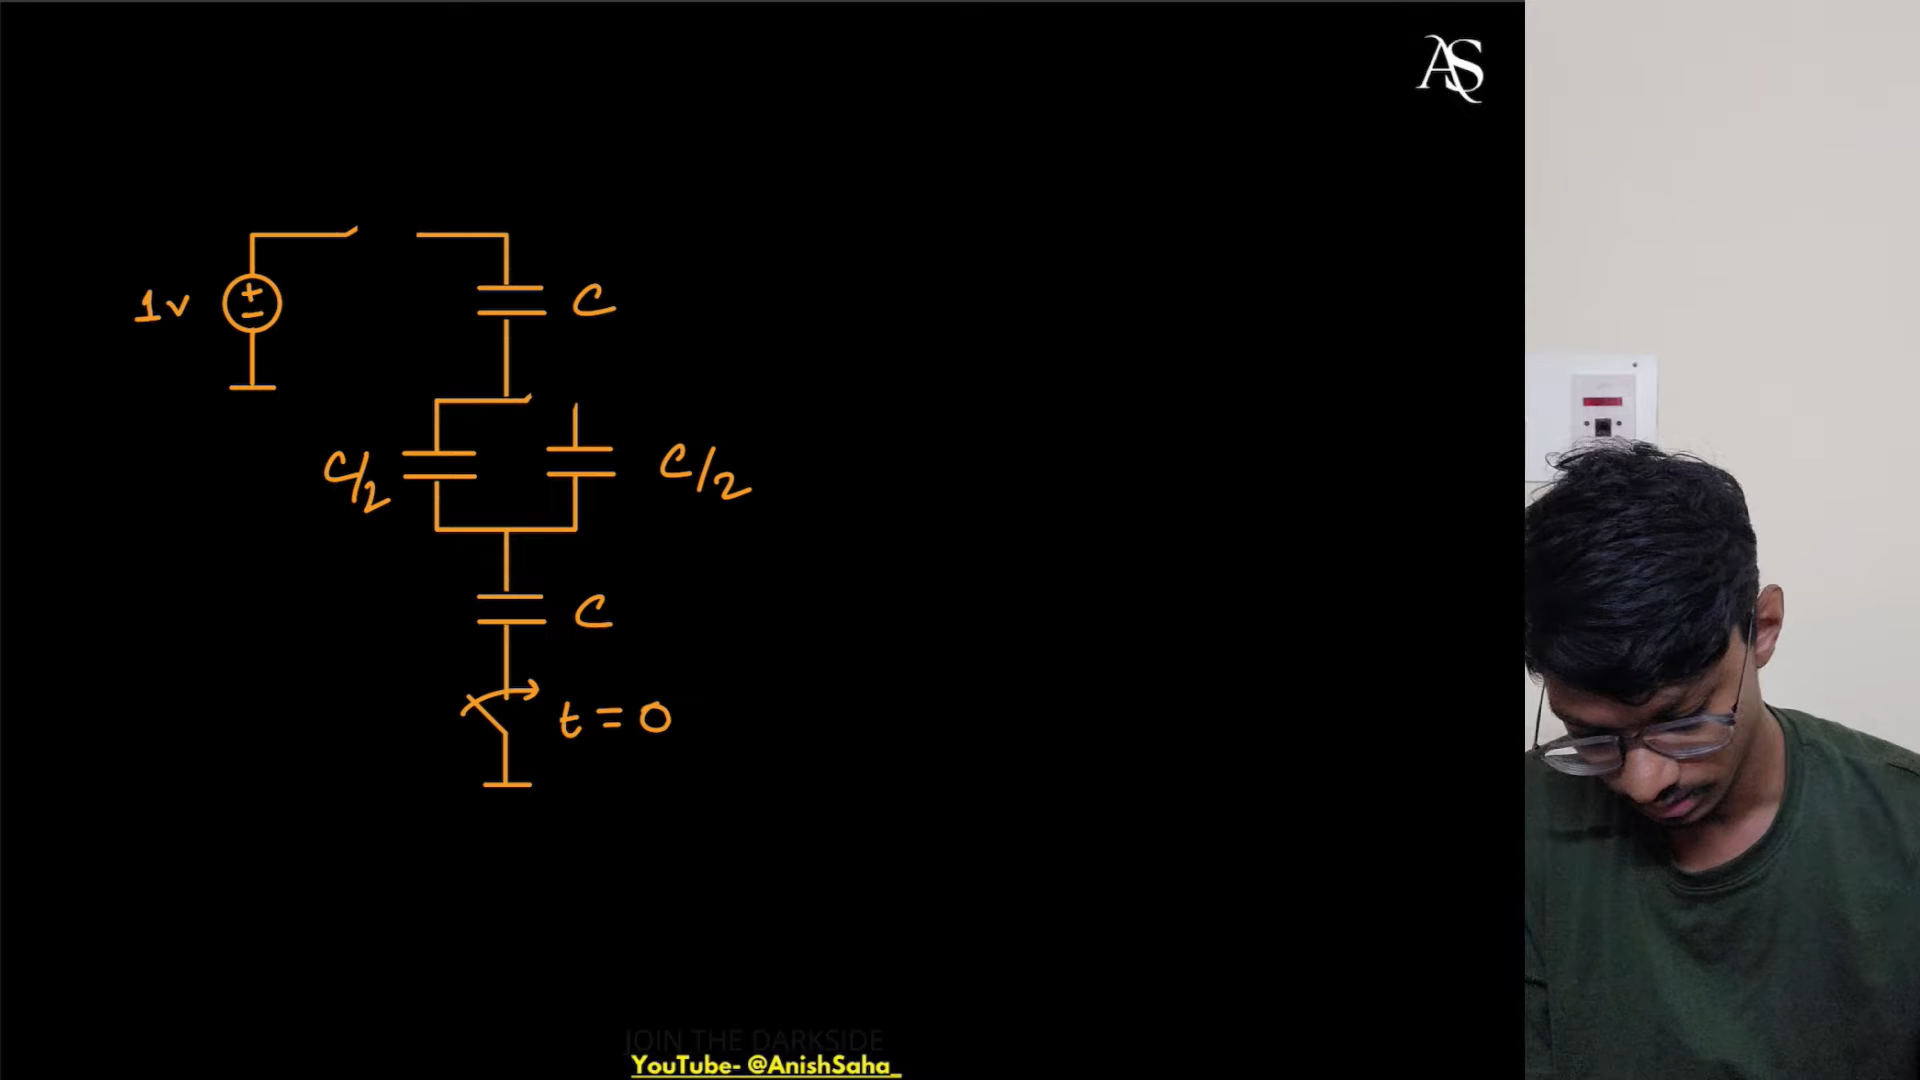 AS
1v
C
C/2
C/2
C
t = 0
JOIN THE DARKSIDE
YouTube- @AnishSaha_